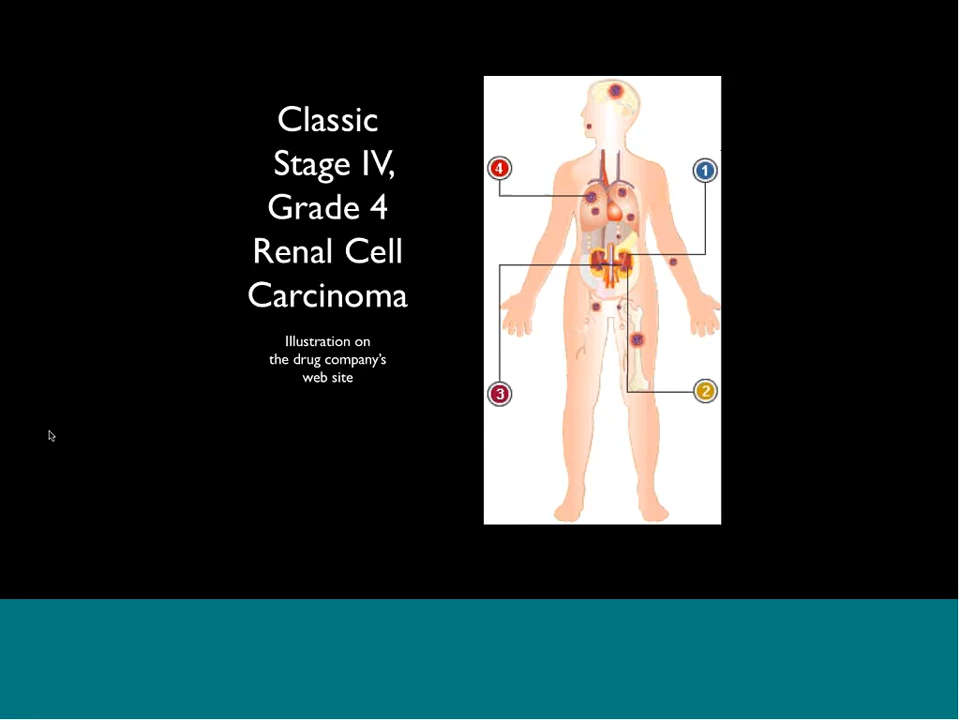 Classic
Stage IV,
Grade 4
Renal Cell
Carcinoma
Illustration on
the drug company's
web site
4
1
3
2